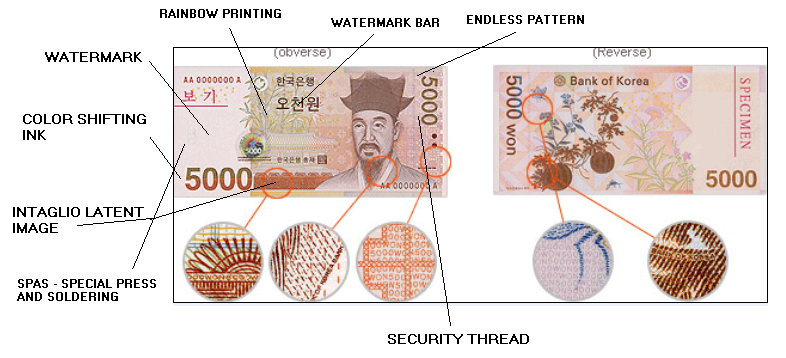 RAINBOW PRINTING
WATERMARK BAR
ENDLESS PATTERN
(obverse)
(Reverse)
WATERMARK
COLOR SHIFTING
INK
INTAGLIO LATENT
IMAGE
SPAS - SPECIAL PRESS
AND SOLDERING
SECURITY THREAD
AA 0000000 A
보기
한국은행
오천원
5000
5000
한국은행 총재
5000
AA 0000000 A
5000 won
Bank of Korea
SPECIMEN
5000